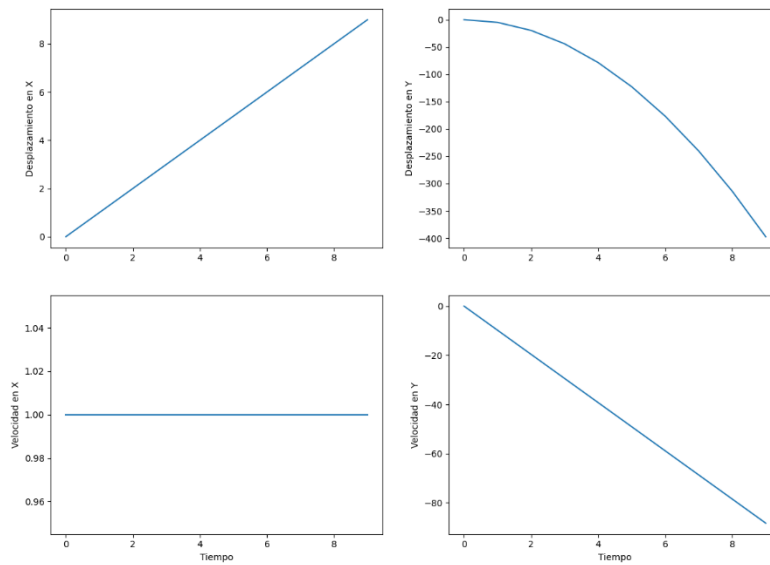 Desplazamiento en X
8
6
4
2
0
0 2 4 6 8
Desplazamiento en Y
0
−50
−100
−150
−200
−250
−300
−350
−400
0 2 4 6 8
Velocidad en X
1.04
1.02
1.00
0.98
0.96
0 2 4 6 8
Tiempo
Velocidad en Y
0
−20
−40
−60
−80
0 2 4 6 8
Tiempo